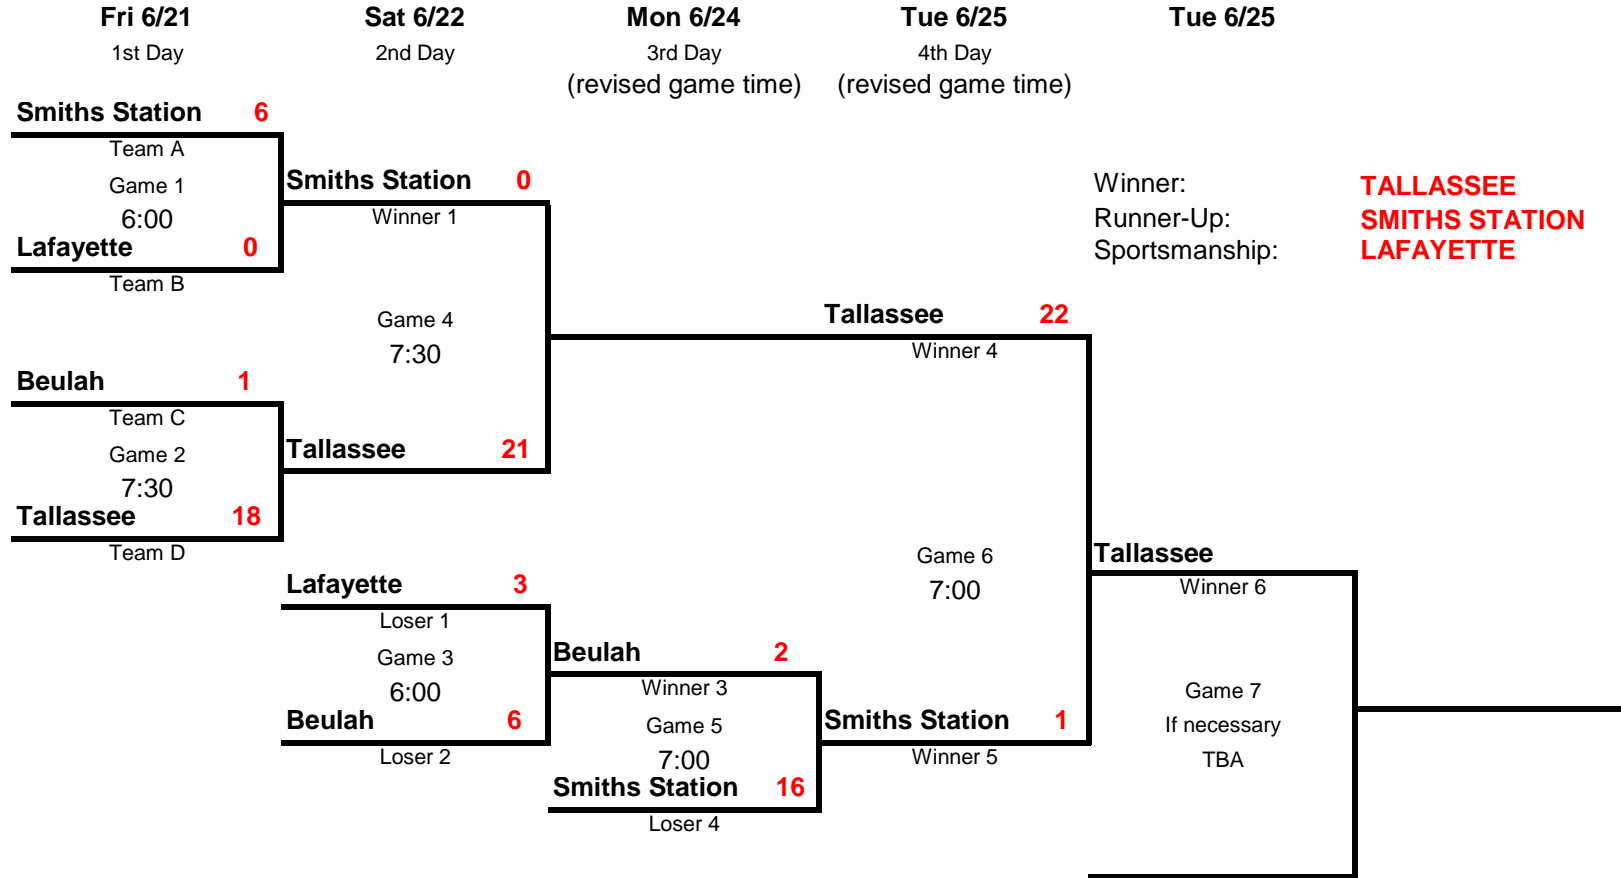 Fri 6/21 Sat 6/22 Mon 6/24 Tue 6/25 Tue 6/25
1st Day 2nd Day 3rd Day 4th Day
(revised game time) (revised game time)
Smiths Station 6
Team A
Game 1
6:00
Lafayette 0
Team B
Smiths Station 0
Winner 1
Game 4
7:30
Tallassee 21
Beulah 1
Team C
Game 2
7:30
Tallassee 18
Team D
Winner: TALLASSEE
Runner-Up: SMITHS STATION
Sportsmanship: LAFAYETTE
Tallassee 22
Winner 4
Game 6
7:00
Smiths Station 1
Winner 5
Lafayette 3
Loser 1
Game 3
6:00
Beulah 6
Loser 2
Beulah 2
Winner 3
Game 5
7:00
Smiths Station 16
Loser 4
Tallassee
Winner 6
Game 7
If necessary
TBA